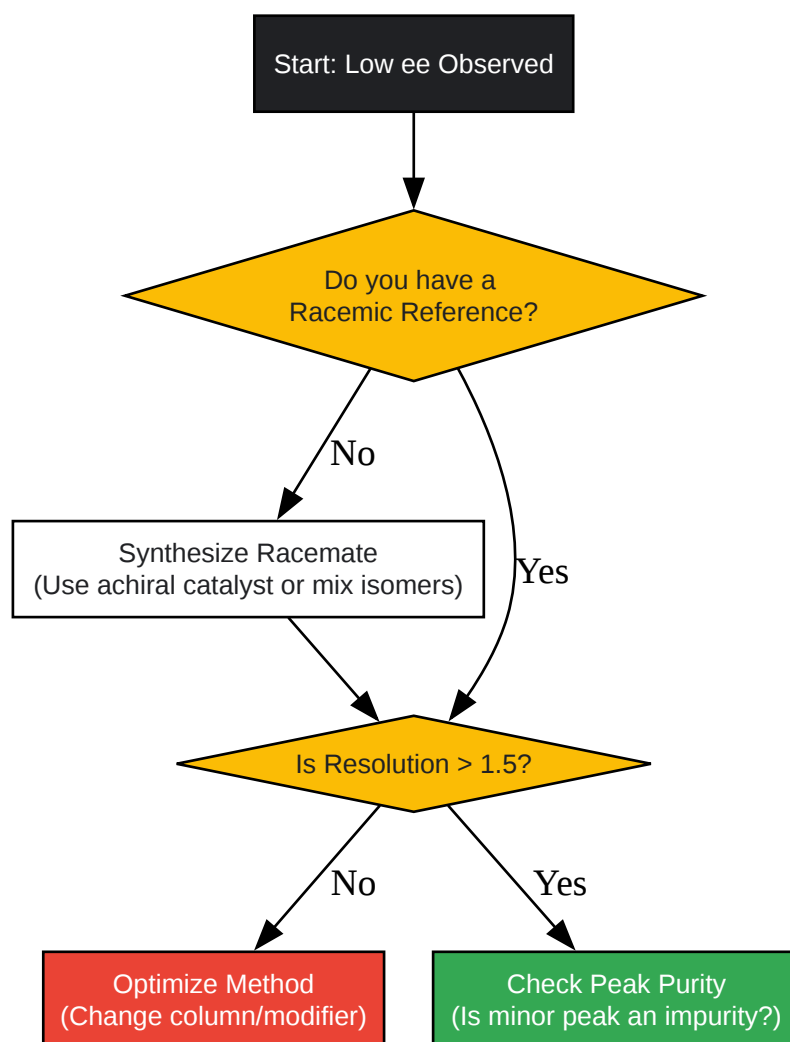 Start: Low ee Observed
Do you have a
Racemic Reference?
No
Synthesize Racemate
(Use achiral catalyst or mix isomers)
Yes
Is Resolution > 1.5?
No
Yes
Optimize Method
(Change column/modifier)
Check Peak Purity
(Is minor peak an impurity?)